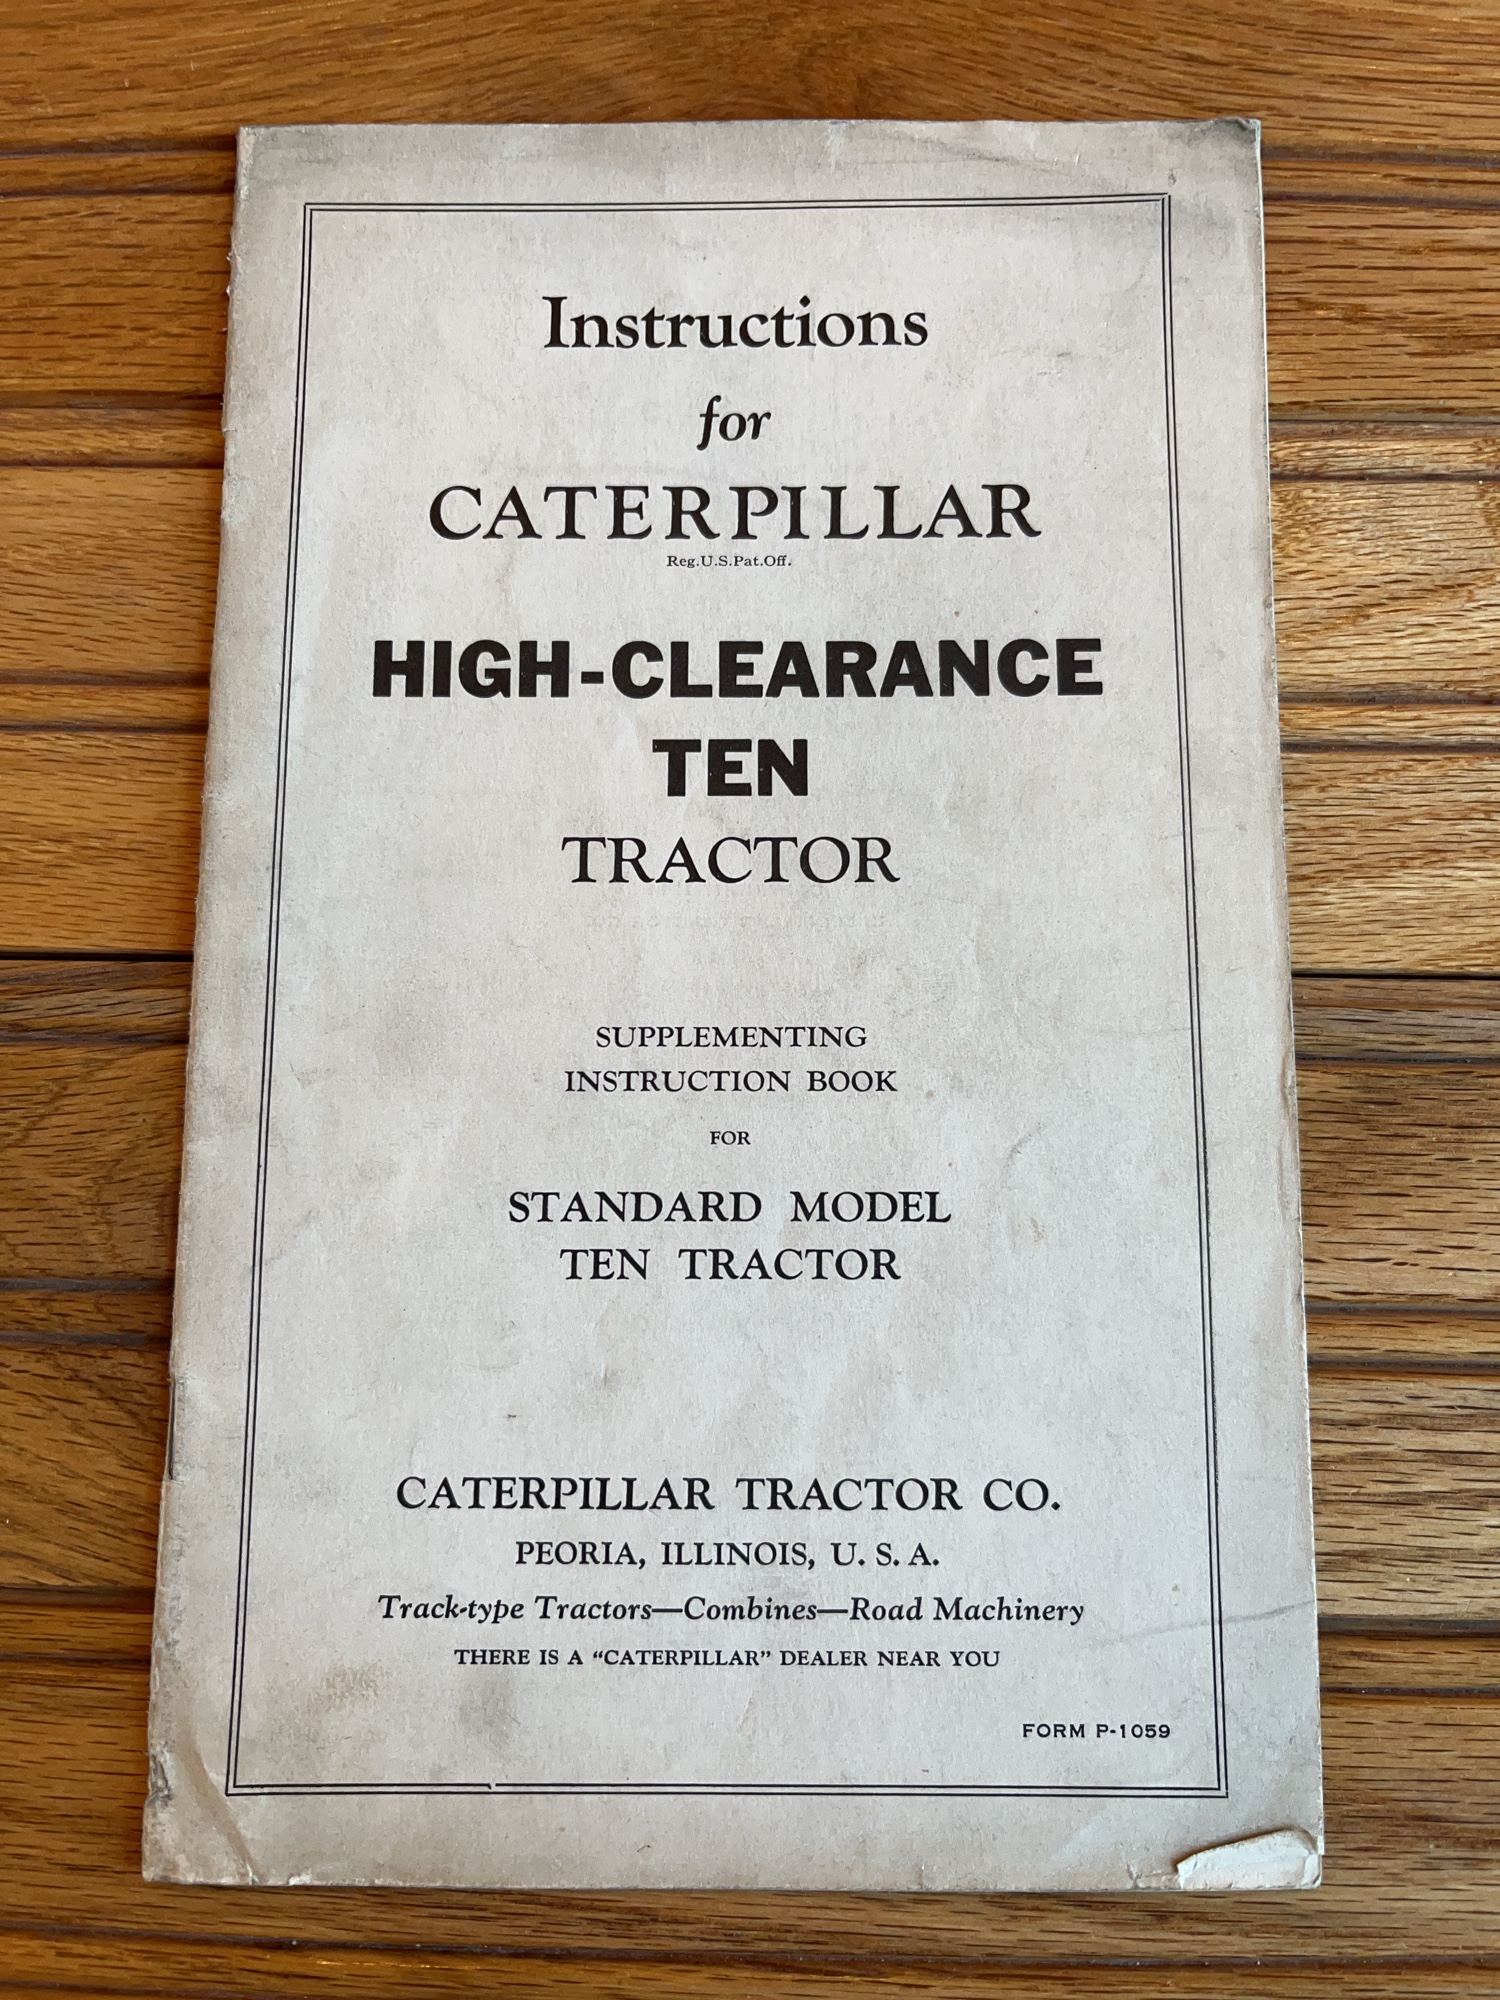 Instructions
for
CATERPILLAR
Reg.U.S.Pat.Off.
HIGH-CLEARANCE
TEN
TRACTOR
SUPPLEMENTING
INSTRUCTION BOOK
FOR
STANDARD MODEL
TEN TRACTOR
CATERPILLAR TRACTOR CO.
PEORIA, ILLINOIS, U. S. A.
Track-type Tractors—Combines—Road Machinery
THERE IS A “CATERPILLAR” DEALER NEAR YOU
FORM P-1059